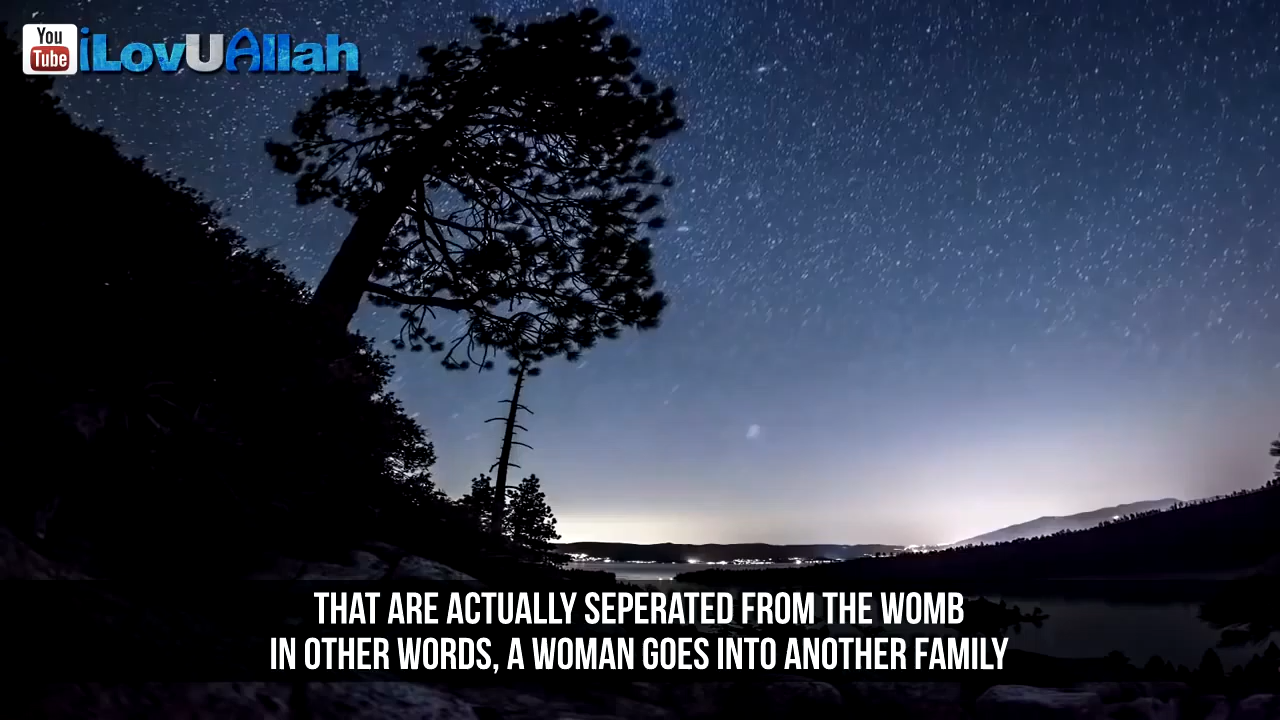 You
Tube
iLovUAllah
THAT ARE ACTUALLY SEPERATED FROM THE WOMB
IN OTHER WORDS, A WOMAN GOES INTO ANOTHER FAMILY